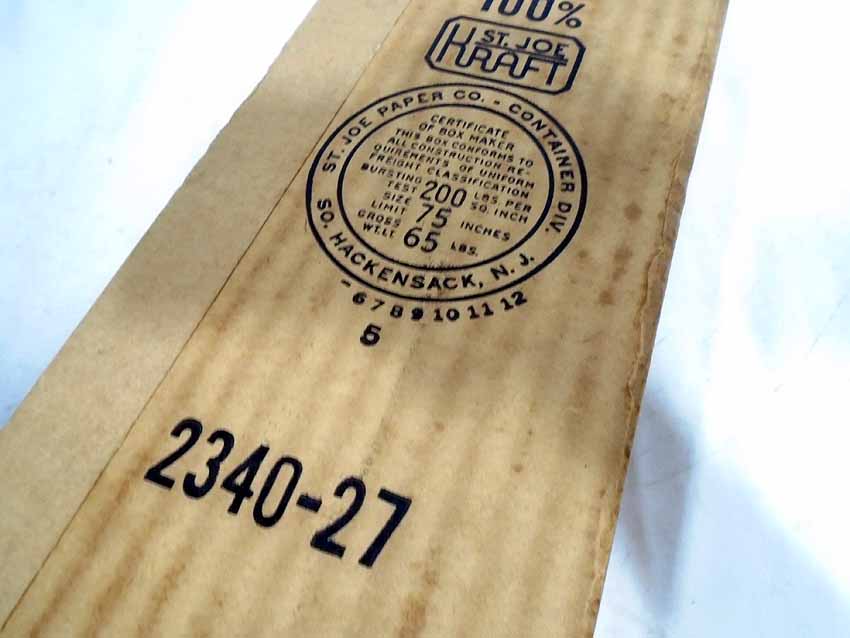 100%
ST. JOE
KRAFT
ST. JOE PAPER CO. - CONTAINER DIV.
SO. HACKENSACK, N. J.
CERTIFICATE
OF BOX MAKER
THIS BOX CONFORMS TO
ALL CONSTRUCTION RE-
QUIREMENTS OF UNIFORM
FREIGHT CLASSIFICATION
BURSTING TEST 200 LBS. PER SQ. INCH
SIZE LIMIT 75 INCHES
GROSS WT. LT. 65 LBS.
-6 7 8 9 10 11 12
5
2340-27